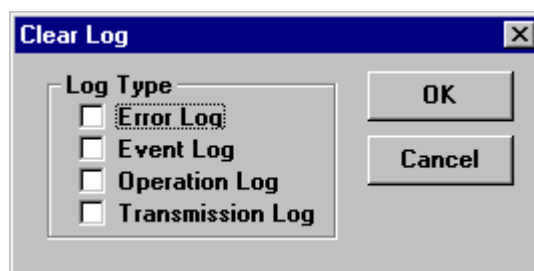 Clear Log
Log Type
Error Log
Event Log
Operation Log
Transmission Log
OK
Cancel